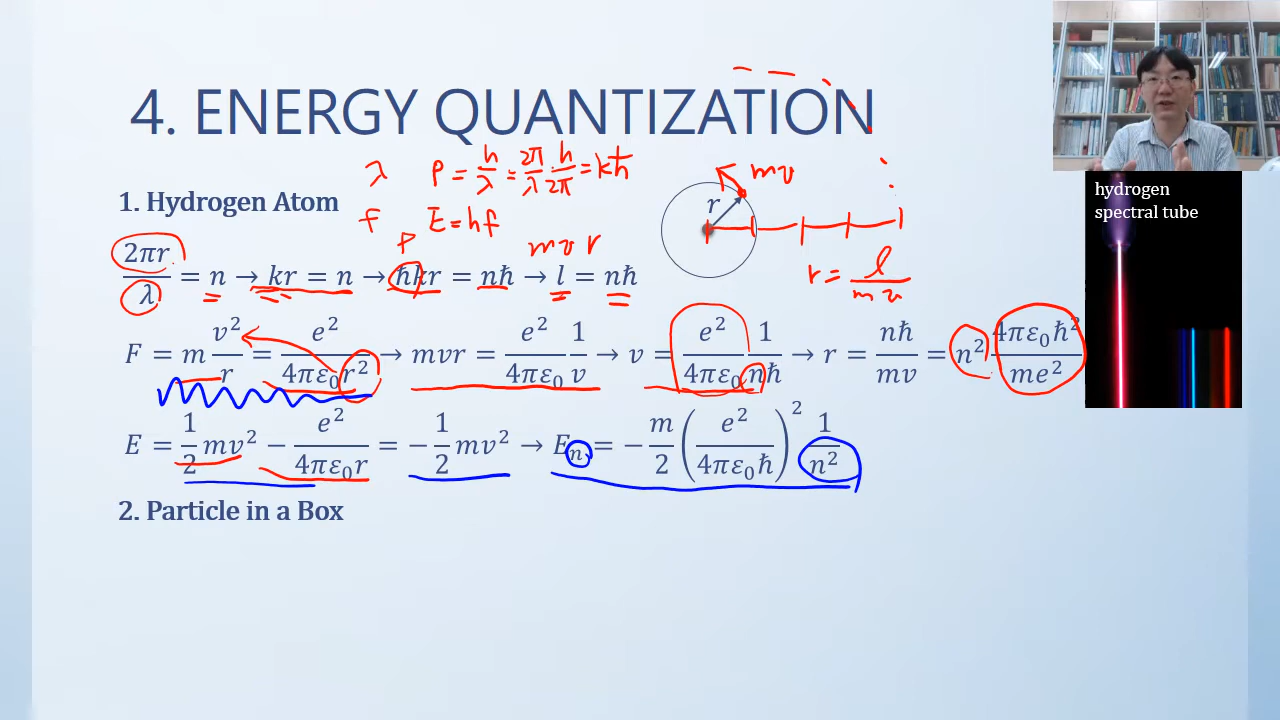 4. ENERGY QUANTIZATION
λ P = h/λ = 2π/λ · h/2π = kħ
mv
r
hydrogen
spectral tube
1. Hydrogen Atom
f E = hf
P
mv r
2πr/λ = n → kr = n → ħkr = nħ → l = nħ
r = l/mv
F = m v²/r = e²/4πε₀r² → mvr = e²/4πε₀ 1/v → v = e²/4πε₀ 1/nħ → r = nħ/mv = n² 4πε₀ħ²/me²
E = 1/2 mv² − e²/4πε₀r = −1/2 mv² → Eₙ = −m/2 (e²/4πε₀ħ)² 1/n²
2. Particle in a Box